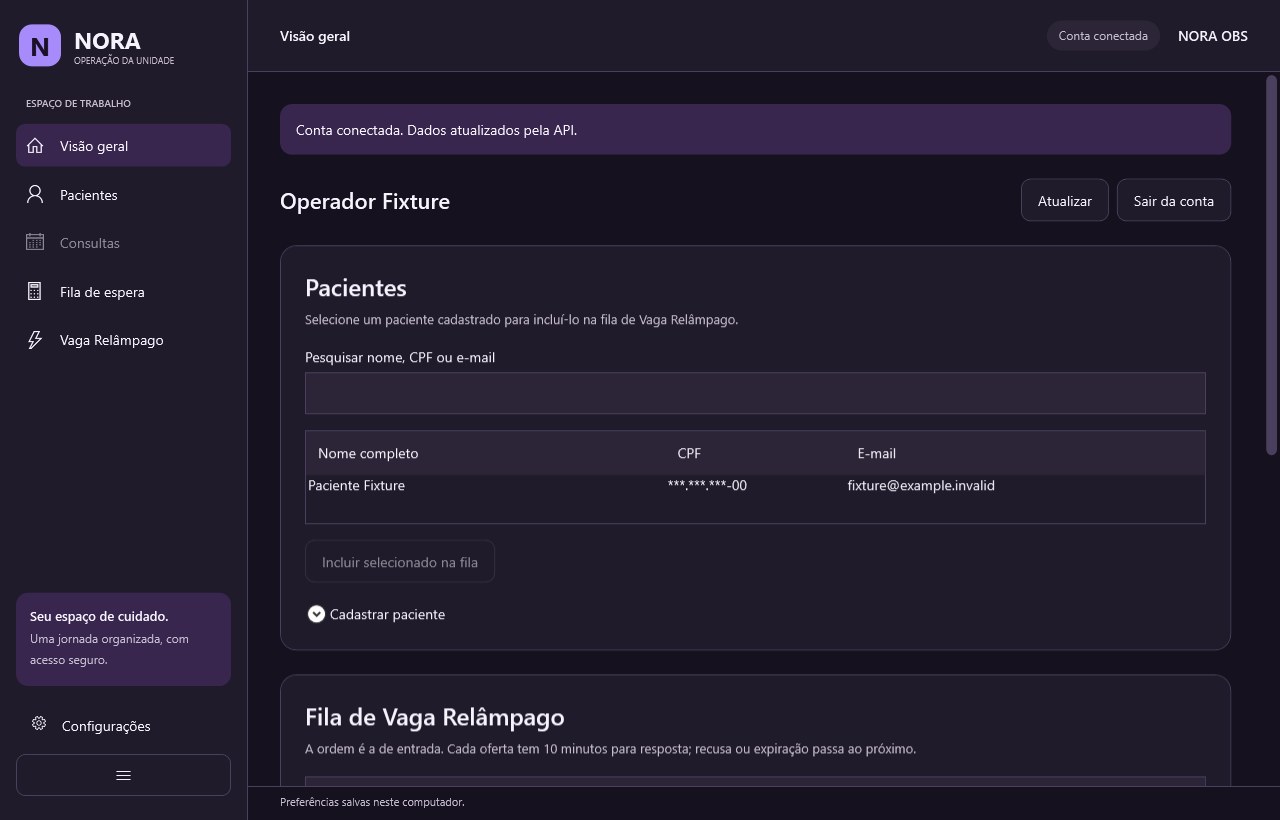 N
NORA
OPERAÇÃO DA UNIDADE
ESPAÇO DE TRABALHO
Visão geral
Pacientes
Consultas
Fila de espera
Vaga Relâmpago
Seu espaço de cuidado.
Uma jornada organizada, com
acesso seguro.
Configurações
Visão geral
Conta conectada
NORA OBS
Conta conectada. Dados atualizados pela API.
Operador Fixture
Atualizar
Sair da conta
Pacientes
Selecione um paciente cadastrado para incluí-lo na fila de Vaga Relâmpago.
Pesquisar nome, CPF ou e-mail
Nome completo CPF E-mail
Paciente Fixture ***.***.***-00 fixture@example.invalid
Incluir selecionado na fila
Cadastrar paciente
Fila de Vaga Relâmpago
A ordem é a de entrada. Cada oferta tem 10 minutos para resposta; recusa ou expiração passa ao próximo.
Preferências salvas neste computador.